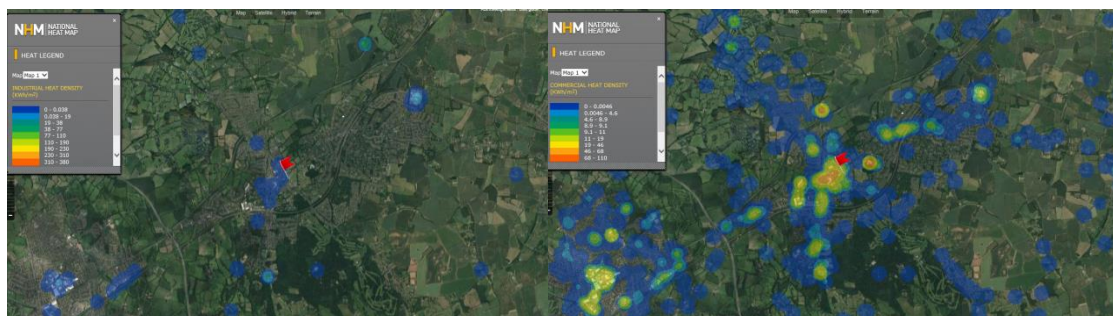 Map Satellite Hybrid Terrain
NHM NATIONAL
HEAT MAP
HEAT LEGEND
Map Map 1
INDUSTRIAL HEAT DENSITY
(KWh/m²)
0 - 0.038
0.038 - 19
19 - 38
38 - 77
77 - 110
110 - 190
190 - 230
230 - 310
310 - 380
Map Satellite Hybrid Terrain
NHM NATIONAL
HEAT MAP
HEAT LEGEND
Map Map 1
COMMERCIAL HEAT DENSITY
(KWh/m²)
0 - 0.0046
0.0046 - 4.6
4.6 - 8.9
8.9 - 9.1
9.1 - 11
11 - 19
19 - 46
46 - 68
68 - 110